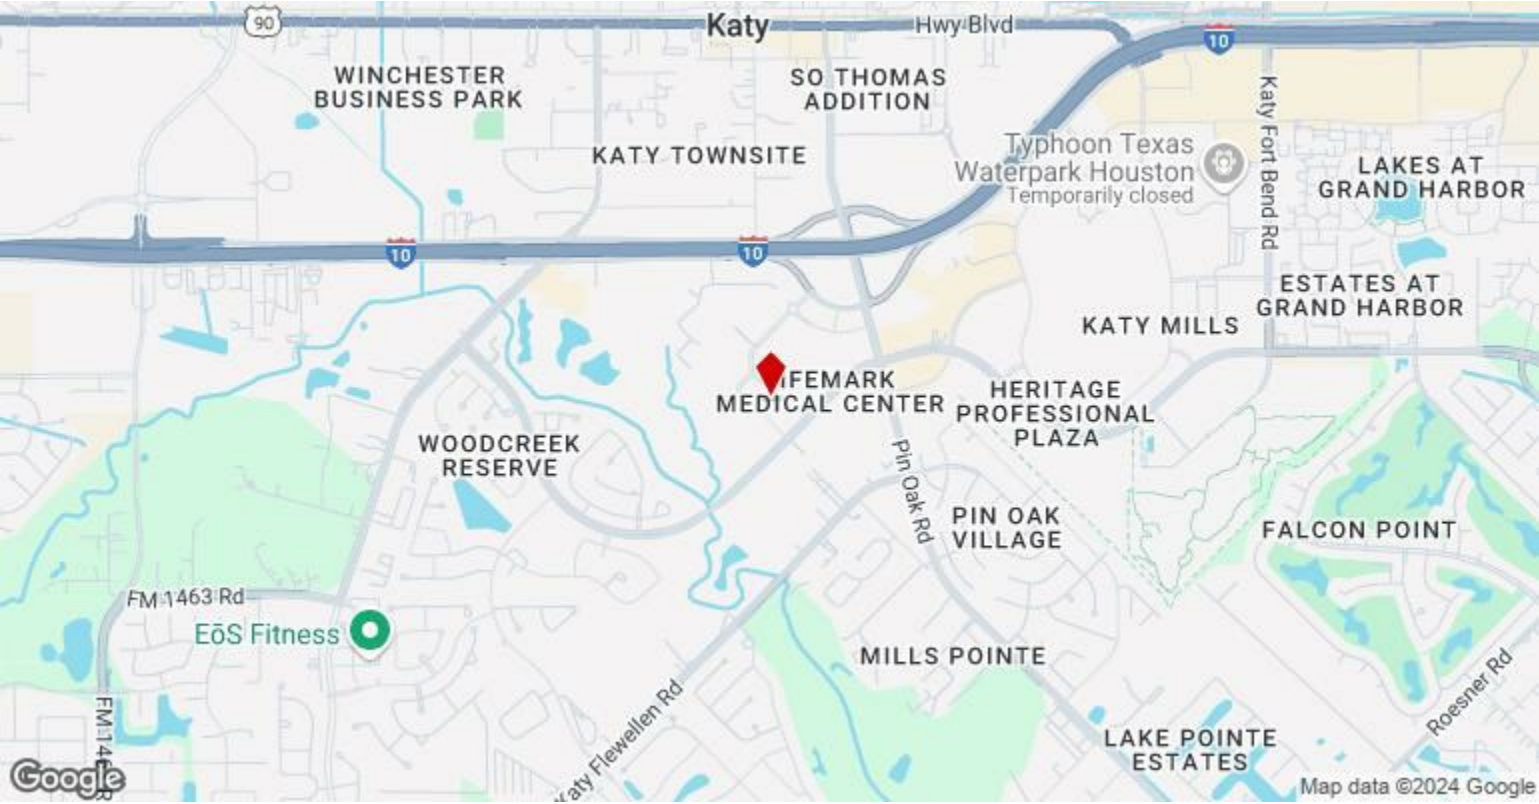 90
Katy
Hwy Blvd
10
WINCHESTER
BUSINESS PARK
SO THOMAS
ADDITION
Katy Fort Bend Rd
KATY TOWNSITE
Typhoon Texas
Waterpark Houston
Temporarily closed
LAKES AT
GRAND HARBOR
10
10
ESTATES AT
GRAND HARBOR
KATY MILLS
IFEMARK
MEDICAL CENTER
HERITAGE
PROFESSIONAL
PLAZA
WOODCREEK
RESERVE
Pin Oak Rd
PIN OAK
VILLAGE
FALCON POINT
FM 1463 Rd
EōS Fitness
MILLS POINTE
Katy Flewellen Rd
Roesner Rd
FM 146
LAKE POINTE
ESTATES
Google
Map data ©2024 Google